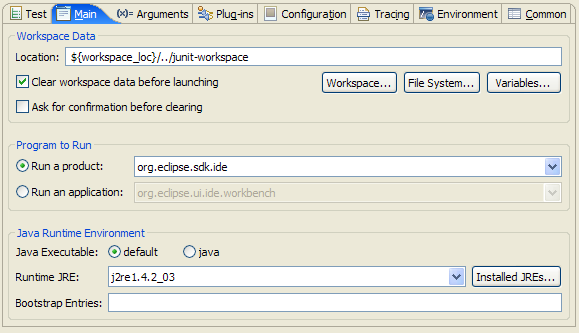 Test Main (x)= Arguments Plug-ins Configuration Tracing Environment Common
Workspace Data
Location: ${workspace_loc}/../junit-workspace
Clear workspace data before launching Workspace... File System... Variables...
Ask for confirmation before clearing
Program to Run
Run a product: org.eclipse.sdk.ide
Run an application: org.eclipse.ui.ide.workbench
Java Runtime Environment
Java Executable: default java
Runtime JRE: j2re1.4.2_03 Installed JREs...
Bootstrap Entries: